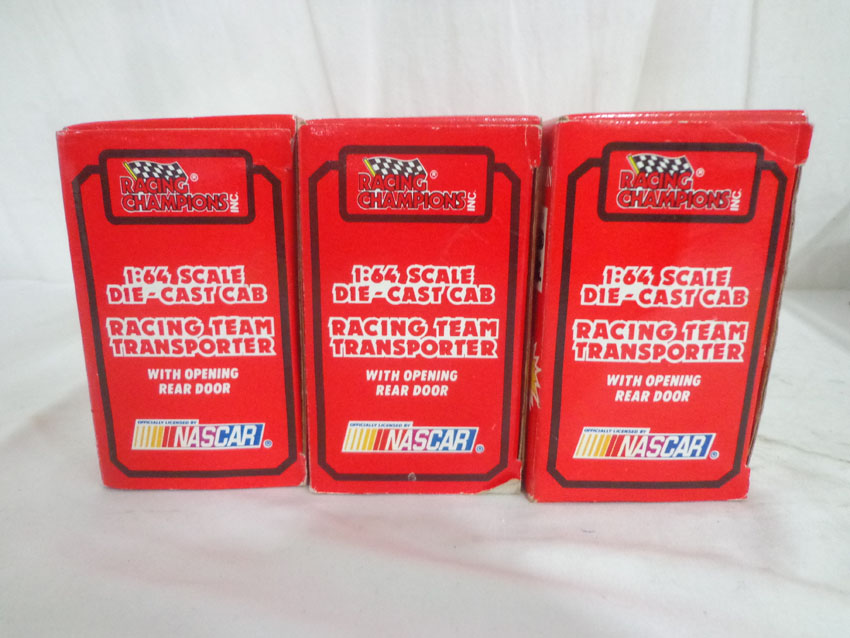 RACING ®
CHAMPIONS INC.
1:64 SCALE
DIE-CAST CAB
RACING TEAM
TRANSPORTER
WITH OPENING
REAR DOOR
OFFICIALLY LICENSED BY
NASCAR ®
RACING ®
CHAMPIONS INC.
1:64 SCALE
DIE-CAST CAB
RACING TEAM
TRANSPORTER
WITH OPENING
REAR DOOR
OFFICIALLY LICENSED BY
NASCAR ®
RACING ®
CHAMPIONS INC.
1:64 SCALE
DIE-CAST CAB
RACING TEAM
TRANSPORTER
WITH OPENING
REAR DOOR
OFFICIALLY LICENSED BY
NASCAR ®